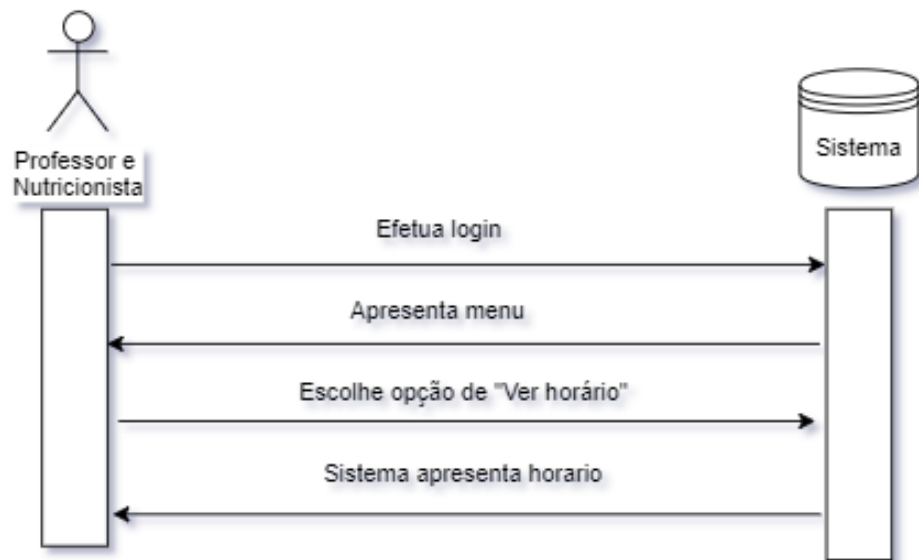 Professor e
Nutricionista
Sistema
Efetua login
Apresenta menu
Escolhe opção de "Ver horário"
Sistema apresenta horario